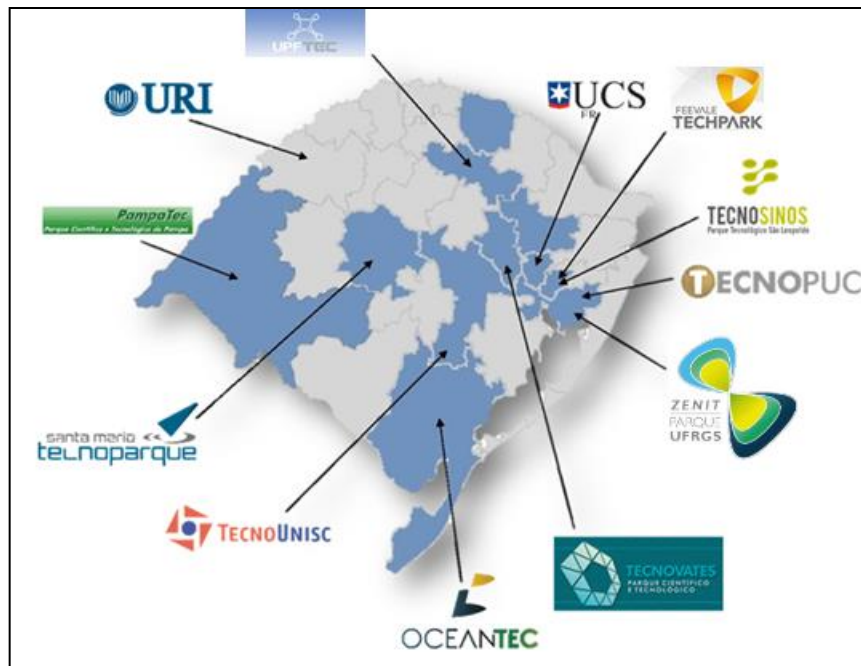 UPFTEC
URI
UCS
FEEVALE
TECHPARK
PampaTec
Parque Científico e Tecnológico do Pampa
TECNOSINOS
Parque Tecnológico São Leopoldo
TECNOPUC
ZENIT
PARQUE
UFRGS
santa maria
tecnoparque
TECNOUNISC
TECNOVATES
PARQUE CIENTÍFICO
E TECNOLÓGICO
OCEANTEC